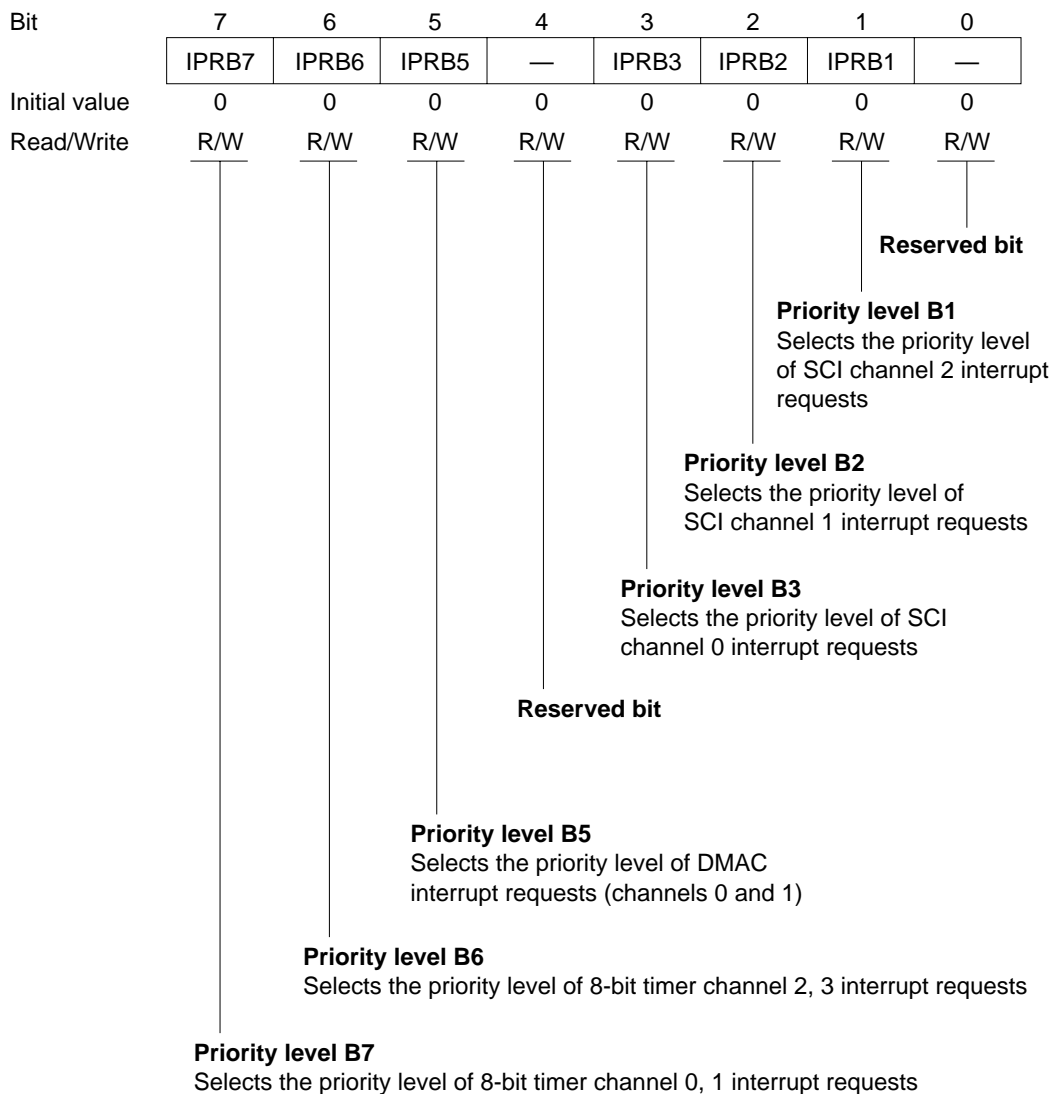 Bit 7 6 5 4 3 2 1 0
IPRB7 IPRB6 IPRB5 — IPRB3 IPRB2 IPRB1 —
Initial value 0 0 0 0 0 0 0 0
Read/Write R/W R/W R/W R/W R/W R/W R/W R/W
Reserved bit
Priority level B1
Selects the priority level
of SCI channel 2 interrupt
requests
Priority level B2
Selects the priority level of
SCI channel 1 interrupt requests
Priority level B3
Selects the priority level of SCI
channel 0 interrupt requests
Reserved bit
Priority level B5
Selects the priority level of DMAC
interrupt requests (channels 0 and 1)
Priority level B6
Selects the priority level of 8-bit timer channel 2, 3 interrupt requests
Priority level B7
Selects the priority level of 8-bit timer channel 0, 1 interrupt requests